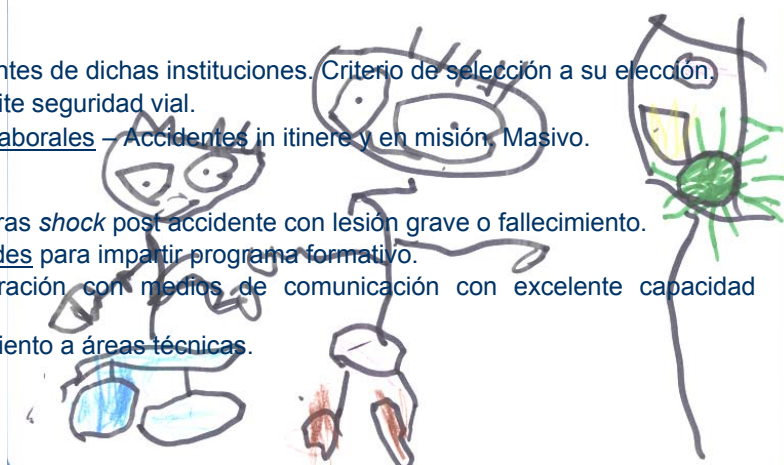 ntes de dichas instituciones. Criterio de selección a su elección.
ite seguridad vial.
aborales – Accidentes in itinere y en misión. Masivo.
ras shock post accidente con lesión grave o fallecimiento.
des para impartir programa formativo.
ración con medios de comunicación con excelente capacidad
iento a áreas técnicas.